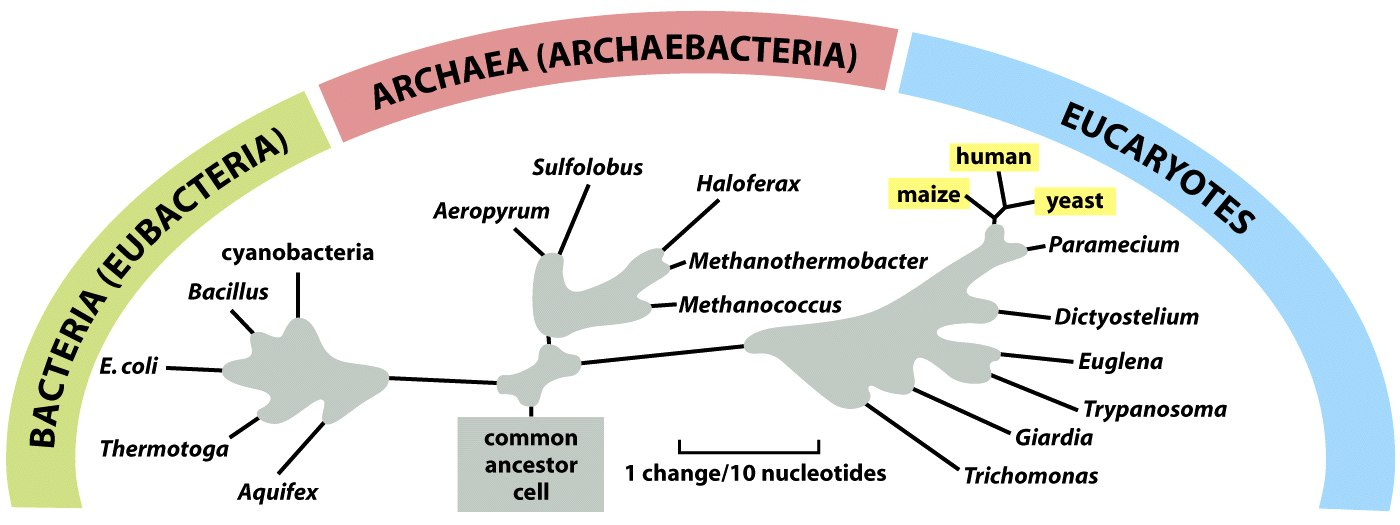 BACTERIA (EUBACTERIA)
ARCHAEA (ARCHAEBACTERIA)
EUCARYOTES
cyanobacteria
Bacillus
E. coli
Thermotoga
Aquifex
Sulfolobus
Aeropyrum
Haloferax
Methanothermobacter
Methanococcus
common
ancestor
cell
1 change/10 nucleotides
human
maize
yeast
Paramecium
Dictyostelium
Euglena
Trypanosoma
Giardia
Trichomonas